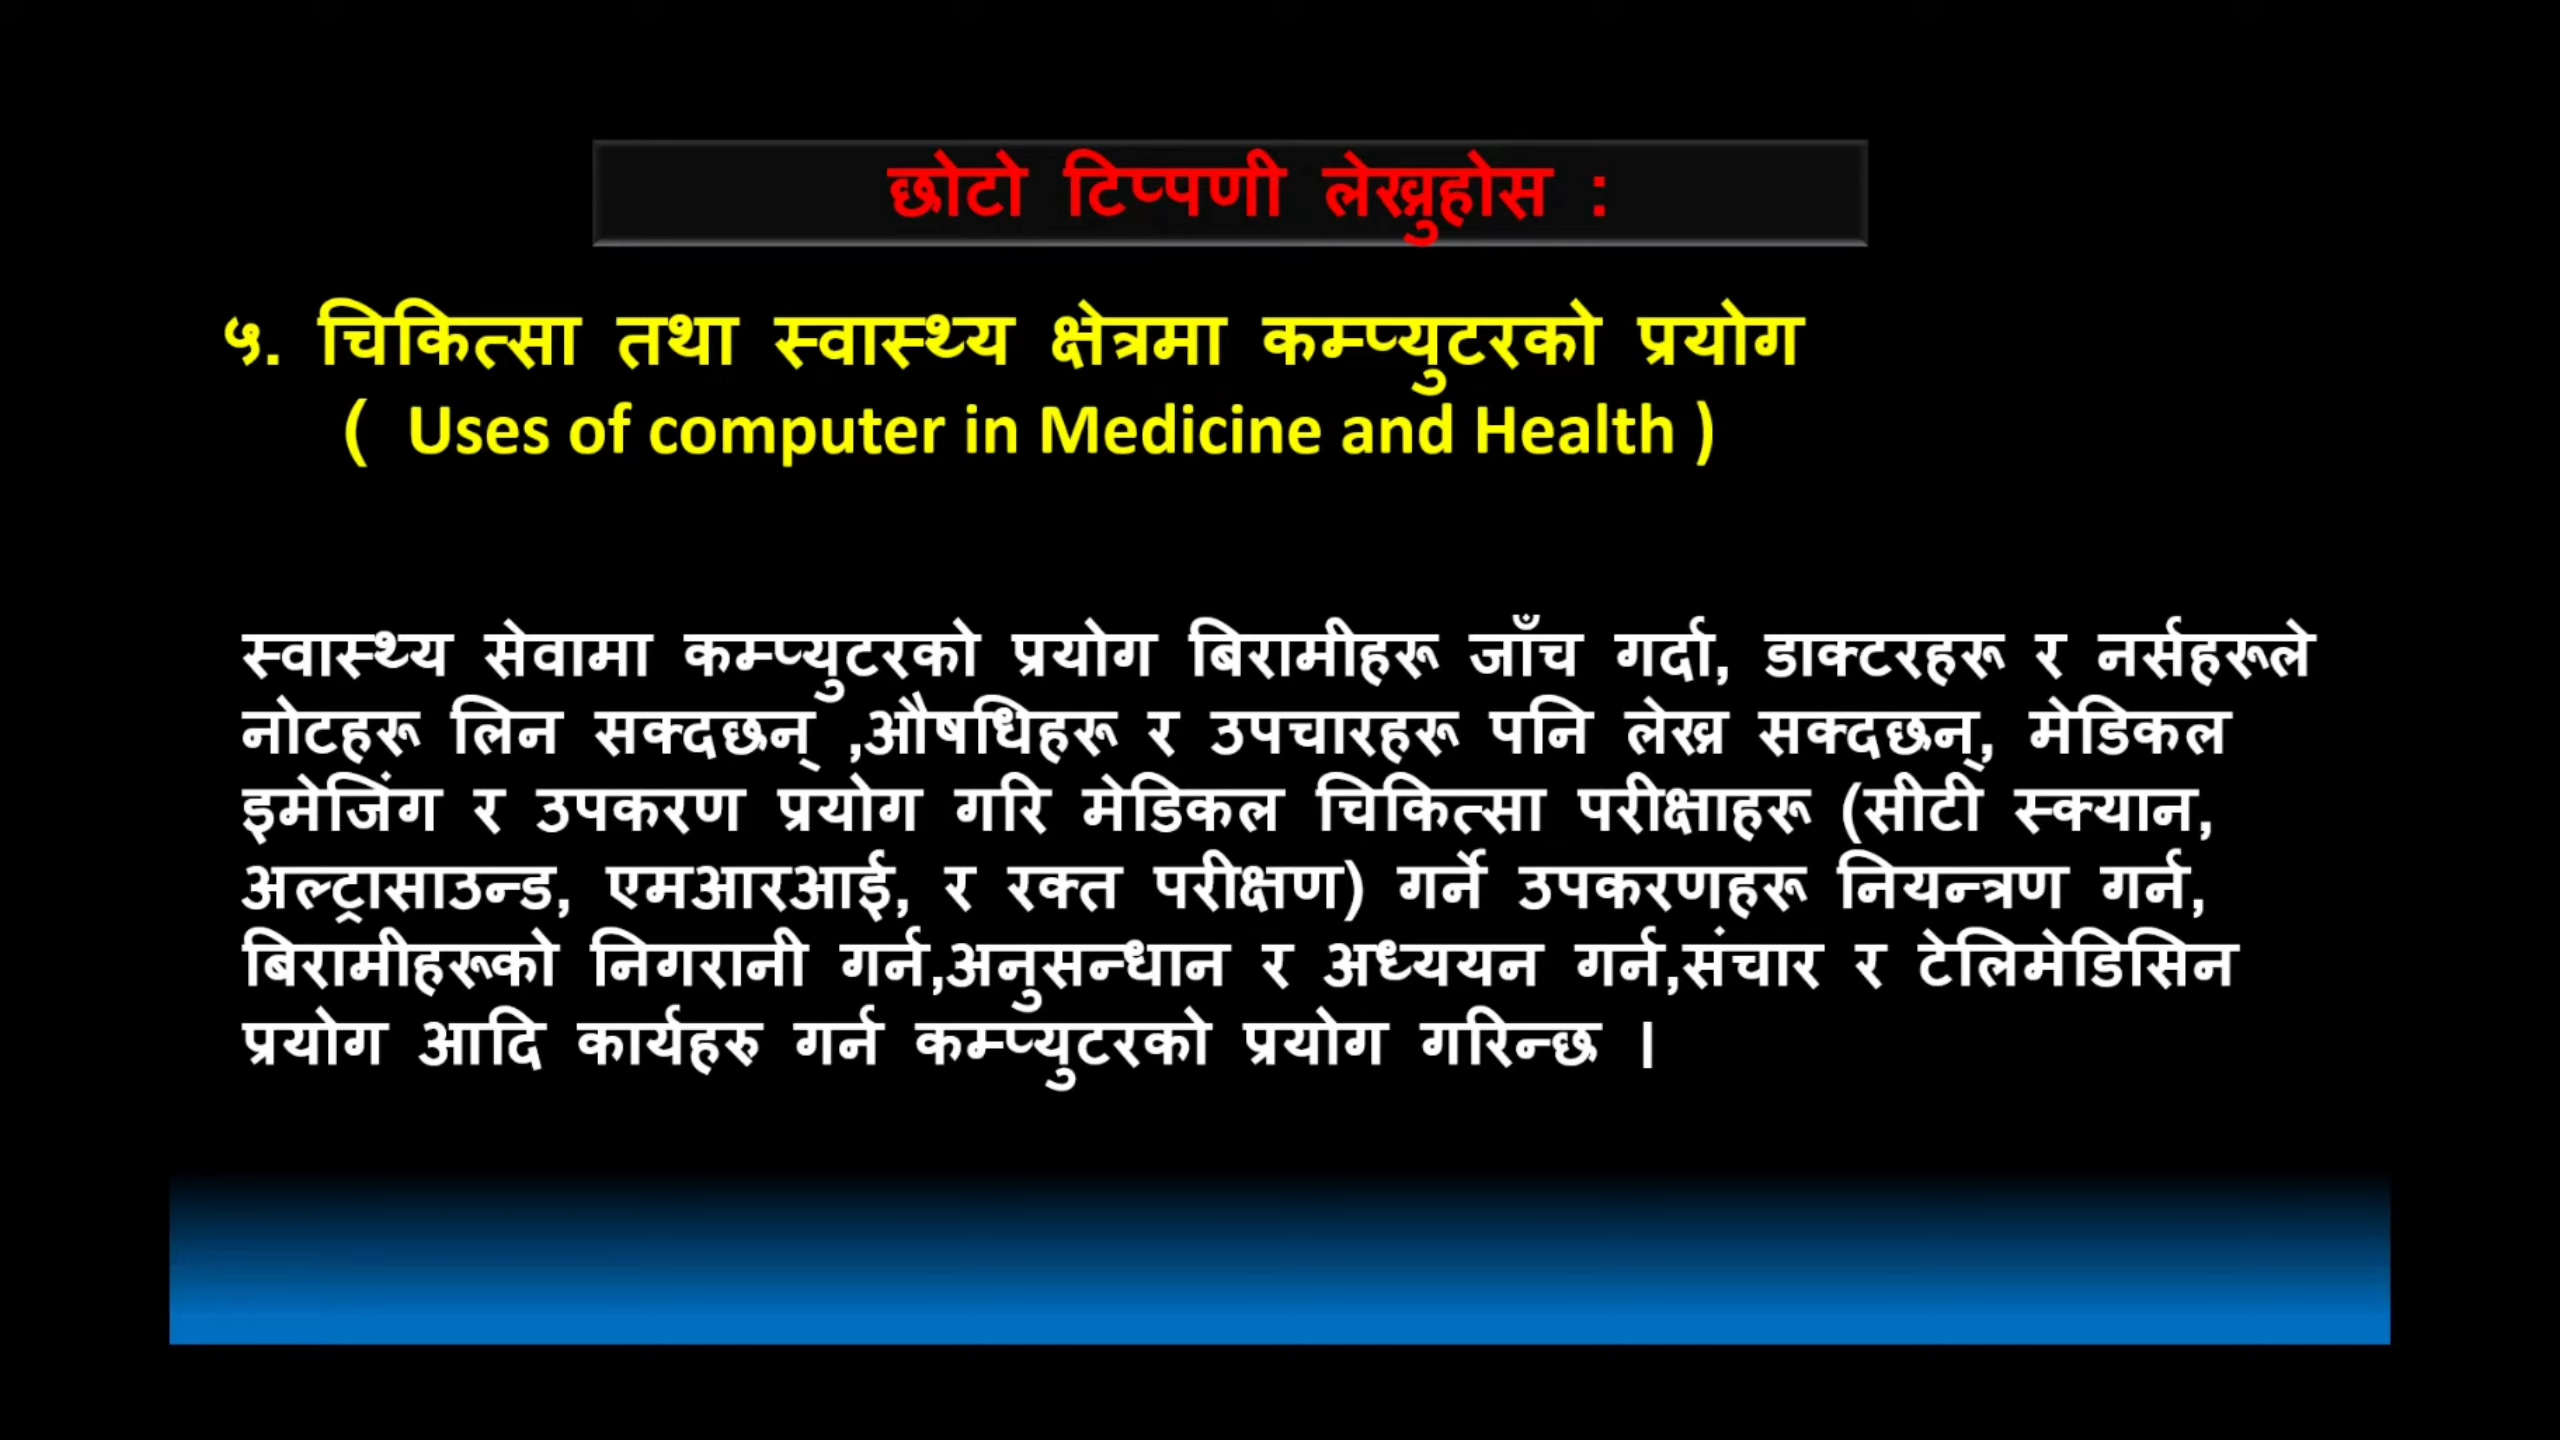 छोटो टिप्पणी लेख्नुहोस :
५. चिकित्सा तथा स्वास्थ्य क्षेत्रमा कम्प्युटरको प्रयोग
( Uses of computer in Medicine and Health )
स्वास्थ्य सेवामा कम्प्युटरको प्रयोग बिरामीहरू जाँच गर्दा, डाक्टरहरू र नर्सहरूले
नोटहरू लिन सक्दछन् ,औषधिहरू र उपचारहरू पनि लेख्न सक्दछन्, मेडिकल
इमेजिंग र उपकरण प्रयोग गरि मेडिकल चिकित्सा परीक्षाहरू (सीटी स्क्यान,
अल्ट्रासाउन्ड, एमआरआई, र रक्त परीक्षण) गर्ने उपकरणहरू नियन्त्रण गर्न,
बिरामीहरूको निगरानी गर्न,अनुसन्धान र अध्ययन गर्न,संचार र टेलिमेडिसिन
प्रयोग आदि कार्यहरु गर्न कम्प्युटरको प्रयोग गरिन्छ ।